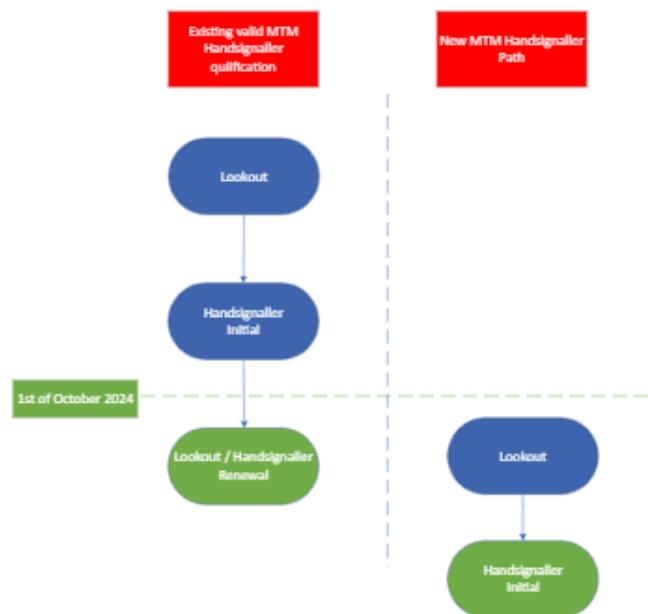 Existing valid MTM
Handsignaller
qulification
New MTM Handsignaller
Path
Lookout
Handsignaller
Initial
1st of October 2024
Lookout / Handsignaller
Renewal
Lookout
Handsignaller
Initial